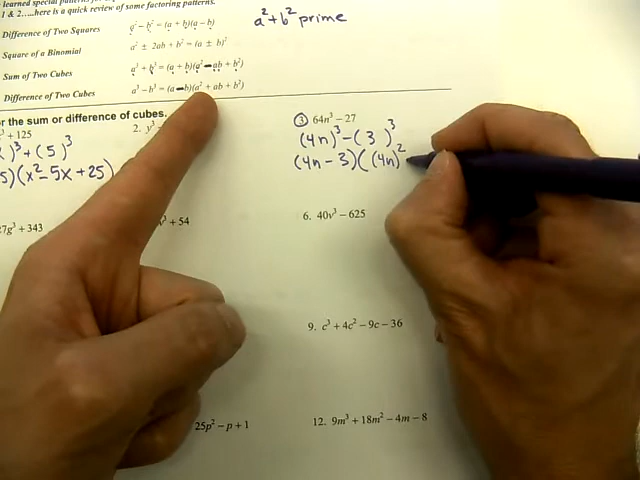 learned special
1 & 2.....here is a quick review of some factoring patterns.
a² + b² prime
Difference of Two Squares a² − b² = (a + b)(a − b)
Square of a Binomial a² ± 2ab + b² = (a ± b)²
Sum of Two Cubes a³ + b³ = (a + b)(a² − ab + b²)
Difference of Two Cubes a³ − b³ = (a − b)(a² + ab + b²)
r the sum or difference of cubes.
³ + 125
2. y³
3 64n³ − 27
)³ + (5)³
(4n)³ − (3)³
5)(x² − 5x + 25)
(4n − 3)((4n)²
27g³ + 343
³ + 54
6. 40v³ − 625
9. c³ + 4c² − 9c − 36
25p² − p + 1
12. 9m³ + 18m² − 4m − 8